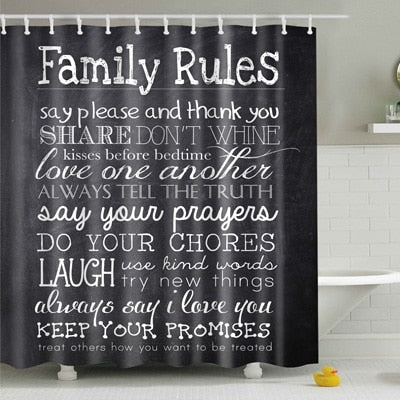 Family Rules
say please and thank you
SHARE DON'T WHINE
kisses before bedtime
love one another
ALWAYS TELL THE TRUTH
say your prayers
DO YOUR CHORES
LAUGH use kind words
try new things
always say i love you
KEEP YOUR PROMISES
treat others how you want to be treated